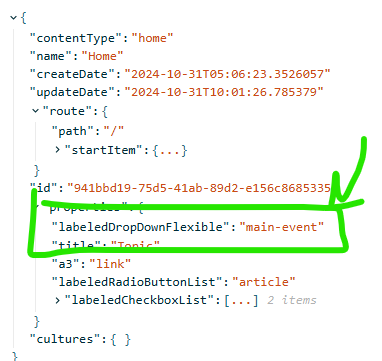 {
"contentType":"home"
"name":"Home"
"createDate":"2024-10-31T05:06:23.3526057"
"updateDate":"2024-10-31T10:01:26.785379"
"route":{
"path":"/"
"startItem":{...}
}
"id":"941bbd19-75d5-41ab-89d2-e156c8685335
"properties":{
"labeledDropDownFlexible":"main-event"
"title":"Topic"
"a3":"link"
"labeledRadioButtonList":"article"
"labeledCheckboxList":[...] 2 items
}
"cultures":{ }
}